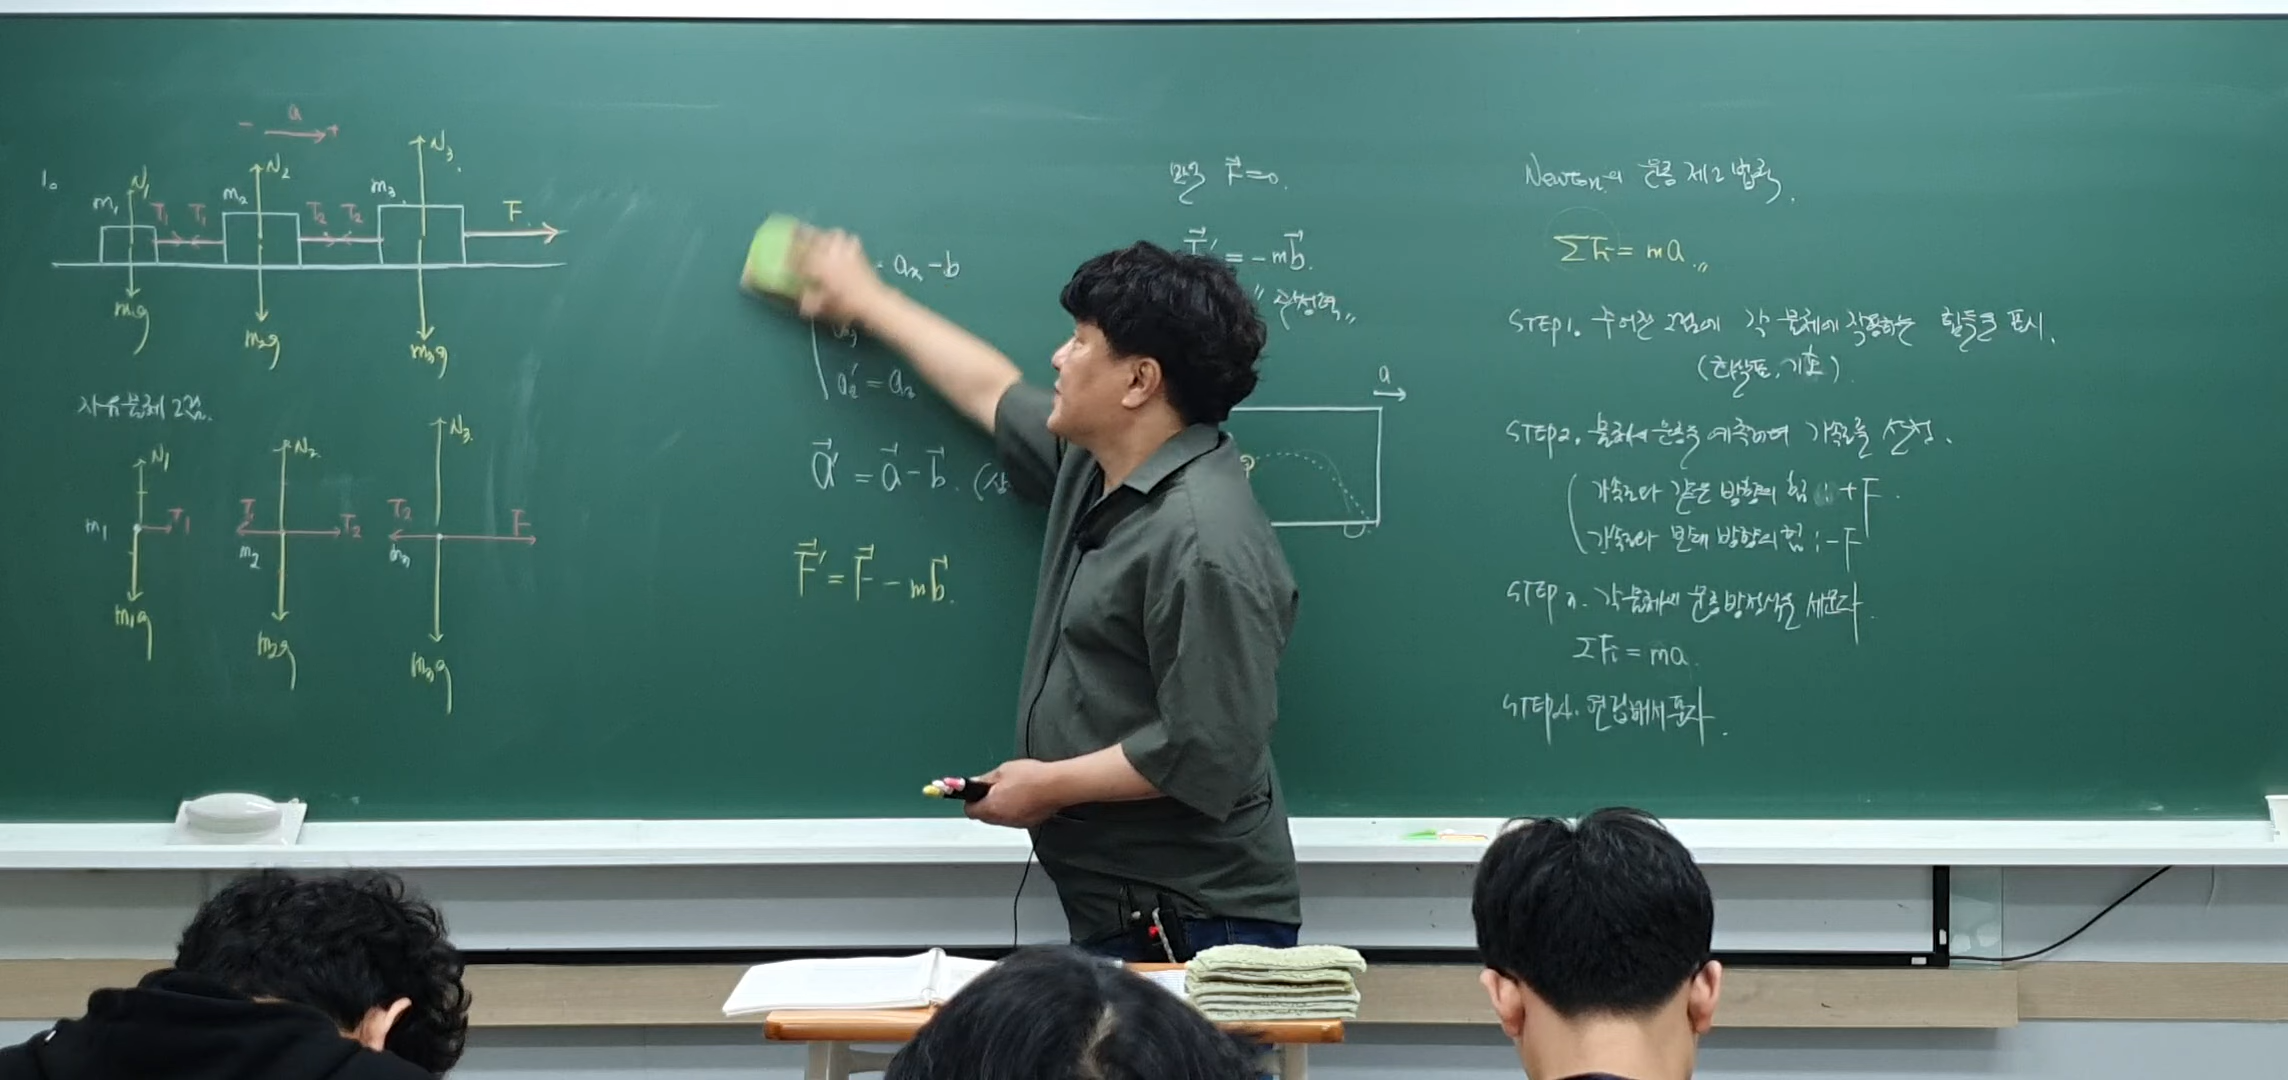 1.
a
- +
N₁ N₂ N₃
m₁ m₂ m₃
T₁ T₁ T₂ T₂ F
m₁g m₂g m₃g
자유물체 그림.
N₁ N₂ N₃
m₁ T₁ T₁ m₂ T₂ T₂ m₃ F
m₁g m₂g m₃g
= aₓ - b
a⃗' = a⃗ - b⃗. (상
F⃗' = F⃗ - mb⃗.
만일 F⃗ = 0.
= -mb⃗.
" 관성력 "
a
Newton의 운동 제2법칙.
ΣFᵢ = ma.,,
STEP1. 주어진 그림에 각 물체에 작용하는 힘들을 표시.
(화살표, 기호).
STEP2. 물체의 운동을 예측하여 가속도를 설정.
가속도와 같은 방향의 힘 : +F.
가속도와 반대 방향의 힘 : -F
STEP3. 각 물체의 운동방정식을 세운다.
ΣFᵢ = ma.
STEP4. 연립해서 푼다.